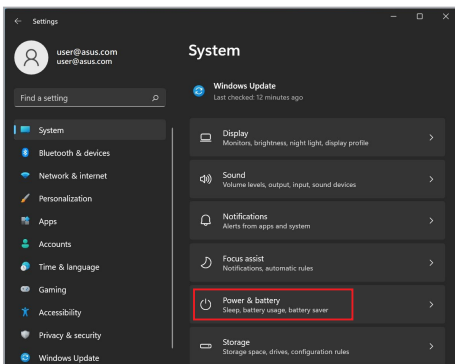 Settings
user@asus.com
user@asus.com
Find a setting
System
Bluetooth & devices
Network & internet
Personalization
Apps
Accounts
Time & language
Gaming
Accessibility
Privacy & security
Windows Update
System
Windows Update
Last checked: 12 minutes ago
Display
Monitors, brightness, night light, display profile
Sound
Volume levels, output, input, sound devices
Notifications
Alerts from apps and system
Focus assist
Notifications, automatic rules
Power & battery
Sleep, battery usage, battery saver
Storage
Storage space, drives, configuration rules